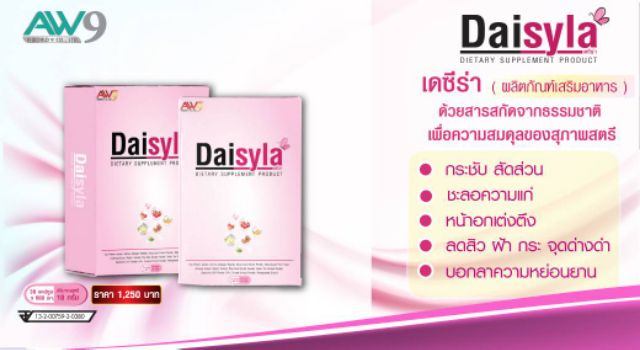 AW9
Daisyla
DIETARY SUPPLEMENT PRODUCT
เดซีร่า ( ผลิตภัณฑ์เสริมอาหาร )
ด้วยสารสกัดจากธรรมชาติ
เพื่อความสมดุลของสุภาพสตรี
กระชับ สัดส่วน
ชะลอความแก่
หน้าอกเต่งตึง
ลดสิว ฝ้า กระ จุดด่างดำ
บอกลาความหย่อนยาน
AW9
Daisyla
Daisyla
DIETARY SUPPLEMENT PRODUCT
AW9
Daisyla
DIETARY SUPPLEMENT PRODUCT
ราคา 1,250 บาท